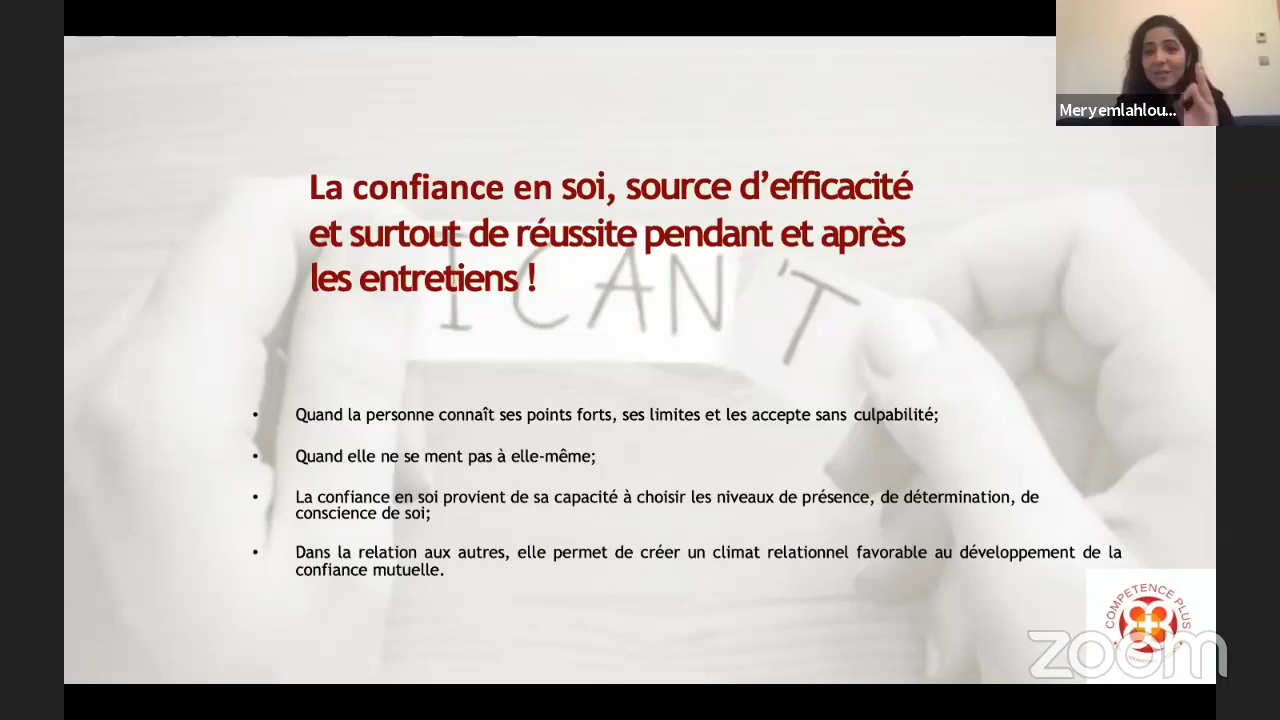 Meryemlahlou...
La confiance en soi, source d’efficacité
et surtout de réussite pendant et après
les entretiens !
I CAN'T
• Quand la personne connaît ses points forts, ses limites et les accepte sans culpabilité;
• Quand elle ne se ment pas à elle-même;
• La confiance en soi provient de sa capacité à choisir les niveaux de présence, de détermination, de
conscience de soi;
• Dans la relation aux autres, elle permet de créer un climat relationnel favorable au développement de la
confiance mutuelle.
COMPETENCE PLUS
zoom